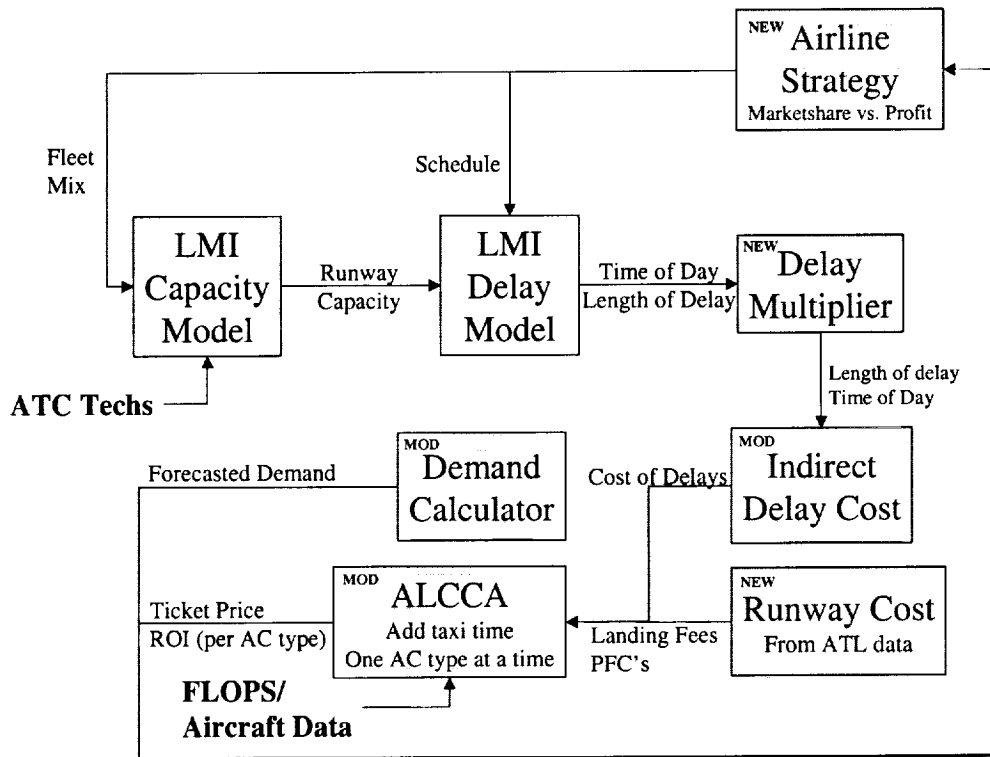 NEW Airline
Strategy
Marketshare vs. Profit
Fleet
Mix
Schedule
LMI
Capacity
Model
Runway
Capacity
LMI
Delay
Model
Time of Day
Length of Delay
NEW Delay
Multiplier
ATC Techs
Length of delay
Time of Day
Forecasted Demand
MOD
Demand
Calculator
Cost of Delays
MOD
Indirect
Delay Cost
Ticket Price
ROI (per AC type)
MOD
ALCCA
Add taxi time
One AC type at a time
Landing Fees
PFC's
NEW
Runway Cost
From ATL data
FLOPS/
Aircraft Data